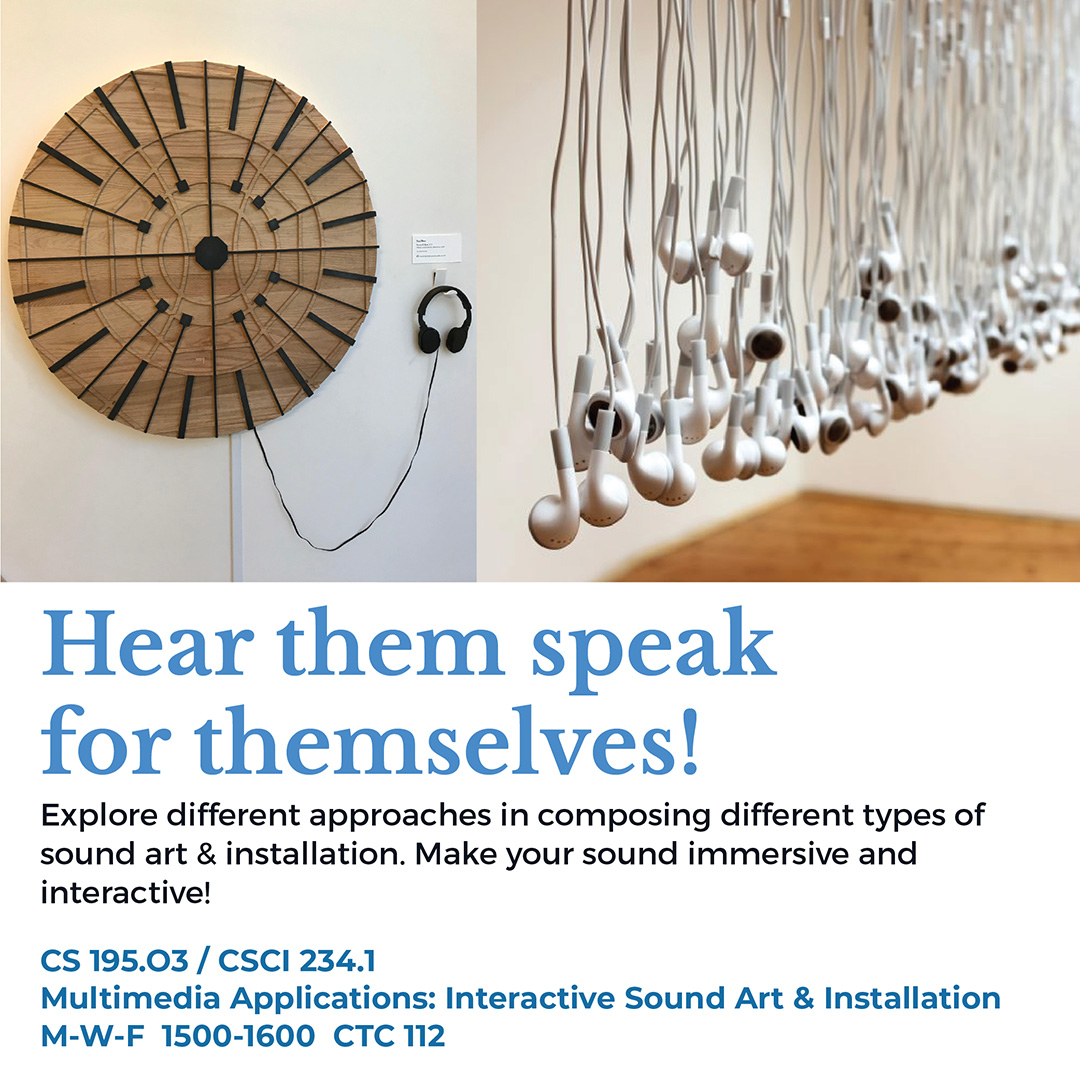 Hear them speak
for themselves!
Explore different approaches in composing different types of
sound art & installation. Make your sound immersive and
interactive!
CS 195.O3 / CSCI 234.1
Multimedia Applications: Interactive Sound Art & Installation
M-W-F 1500-1600 CTC 112